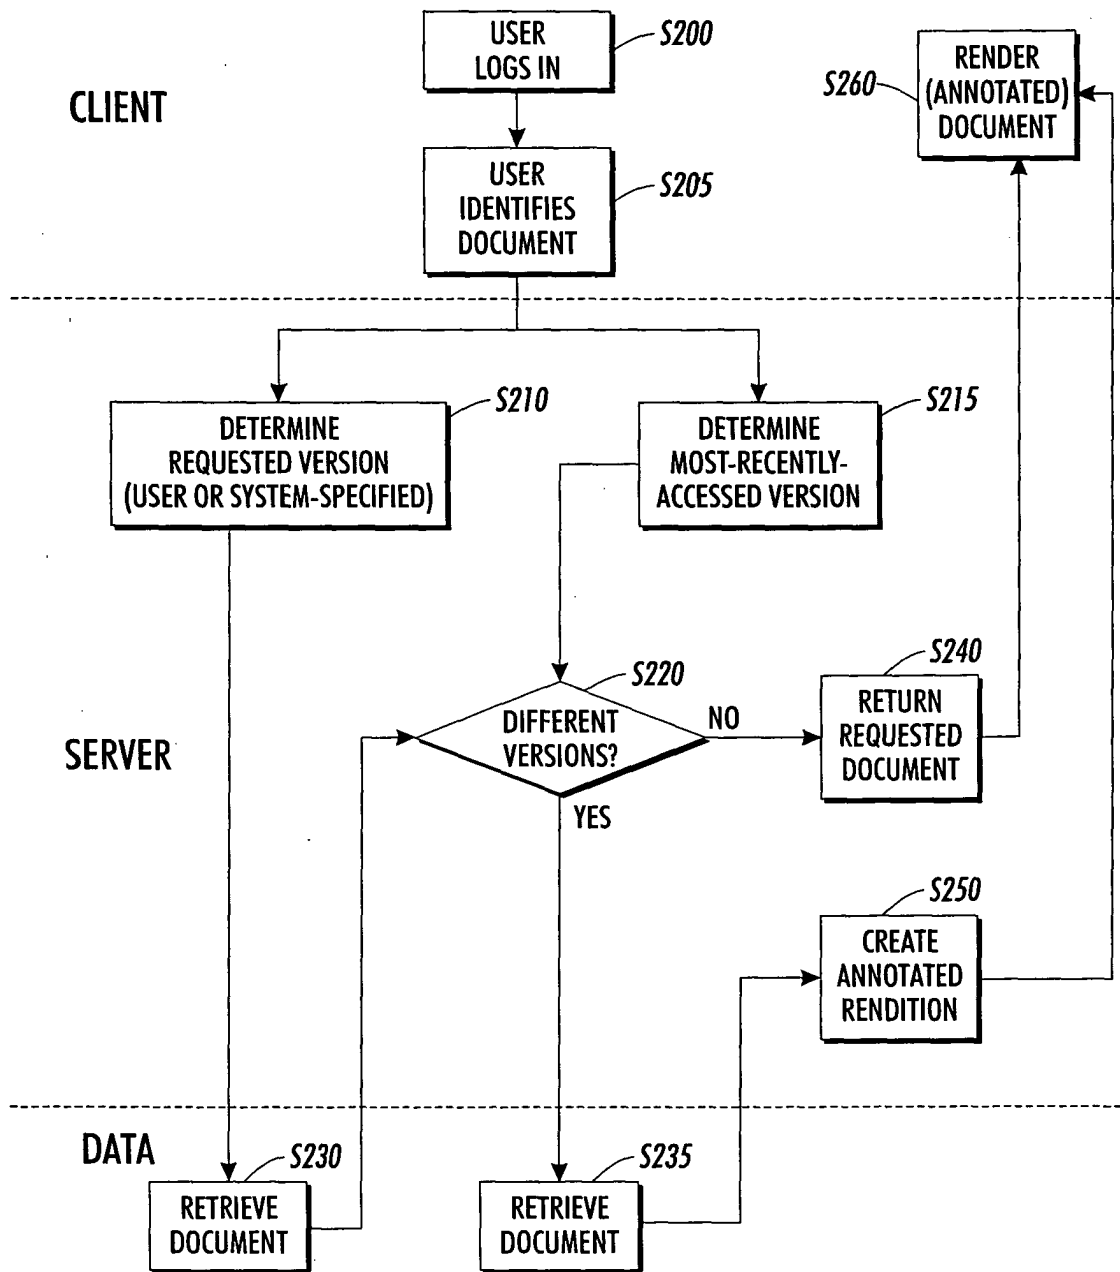 USER
LOGS IN
S200
RENDER
(ANNOTATED)
DOCUMENT
S260
CLIENT
USER
IDENTIFIES
DOCUMENT
S205
DETERMINE
REQUESTED VERSION
(USER OR SYSTEM-SPECIFIED)
S210
DETERMINE
MOST-RECENTLY-
ACCESSED VERSION
S215
SERVER
DIFFERENT
VERSIONS?
S220
NO
YES
RETURN
REQUESTED
DOCUMENT
S240
CREATE
ANNOTATED
RENDITION
S250
DATA
RETRIEVE
DOCUMENT
S230
RETRIEVE
DOCUMENT
S235